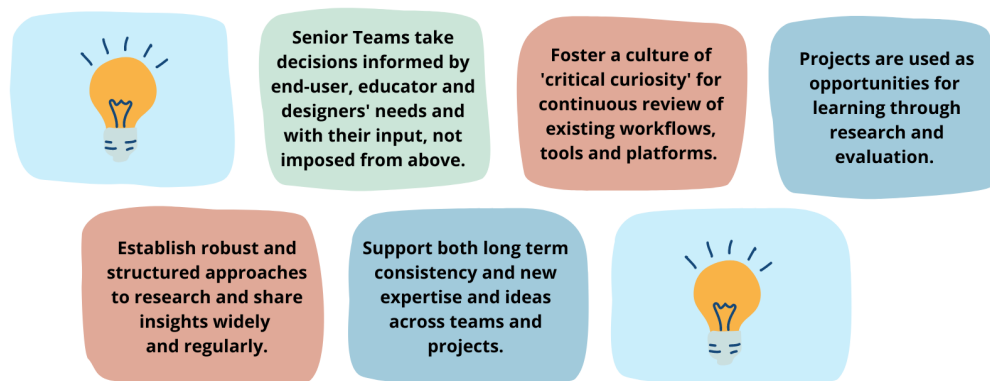 Senior Teams take
decisions informed by
end-user, educator and
designers' needs and
with their input, not
imposed from above.
Foster a culture of
'critical curiosity' for
continuous review of
existing workflows,
tools and platforms.
Projects are used as
opportunities for
learning through
research and
evaluation.
Establish robust and
structured approaches
to research and share
insights widely
and regularly.
Support both long term
consistency and new
expertise and ideas
across teams and
projects.